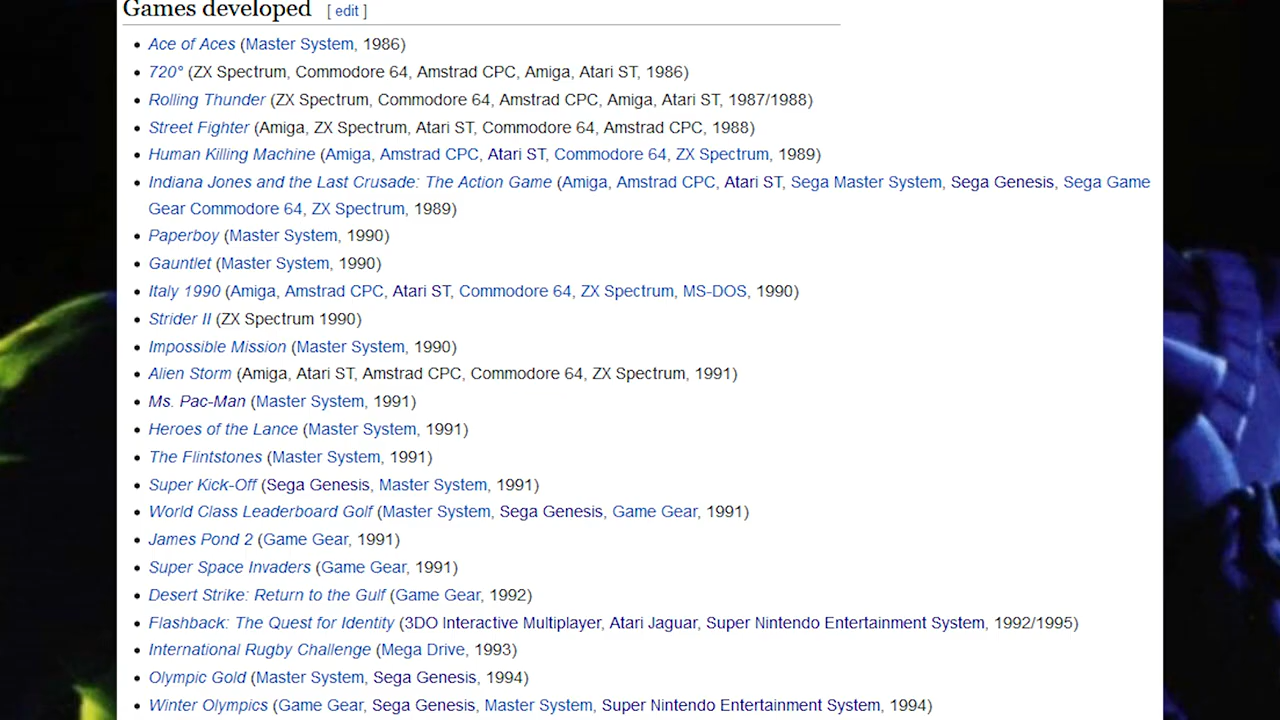 Games developed [ edit ]
Ace of Aces (Master System, 1986)
720° (ZX Spectrum, Commodore 64, Amstrad CPC, Amiga, Atari ST, 1986)
Rolling Thunder (ZX Spectrum, Commodore 64, Amstrad CPC, Amiga, Atari ST, 1987/1988)
Street Fighter (Amiga, ZX Spectrum, Atari ST, Commodore 64, Amstrad CPC, 1988)
Human Killing Machine (Amiga, Amstrad CPC, Atari ST, Commodore 64, ZX Spectrum, 1989)
Indiana Jones and the Last Crusade: The Action Game (Amiga, Amstrad CPC, Atari ST, Sega Master System, Sega Genesis, Sega Game
Gear Commodore 64, ZX Spectrum, 1989)
Paperboy (Master System, 1990)
Gauntlet (Master System, 1990)
Italy 1990 (Amiga, Amstrad CPC, Atari ST, Commodore 64, ZX Spectrum, MS-DOS, 1990)
Strider II (ZX Spectrum 1990)
Impossible Mission (Master System, 1990)
Alien Storm (Amiga, Atari ST, Amstrad CPC, Commodore 64, ZX Spectrum, 1991)
Ms. Pac-Man (Master System, 1991)
Heroes of the Lance (Master System, 1991)
The Flintstones (Master System, 1991)
Super Kick-Off (Sega Genesis, Master System, 1991)
World Class Leaderboard Golf (Master System, Sega Genesis, Game Gear, 1991)
James Pond 2 (Game Gear, 1991)
Super Space Invaders (Game Gear, 1991)
Desert Strike: Return to the Gulf (Game Gear, 1992)
Flashback: The Quest for Identity (3DO Interactive Multiplayer, Atari Jaguar, Super Nintendo Entertainment System, 1992/1995)
International Rugby Challenge (Mega Drive, 1993)
Olympic Gold (Master System, Sega Genesis, 1994)
Winter Olympics (Game Gear, Sega Genesis, Master System, Super Nintendo Entertainment System, 1994)